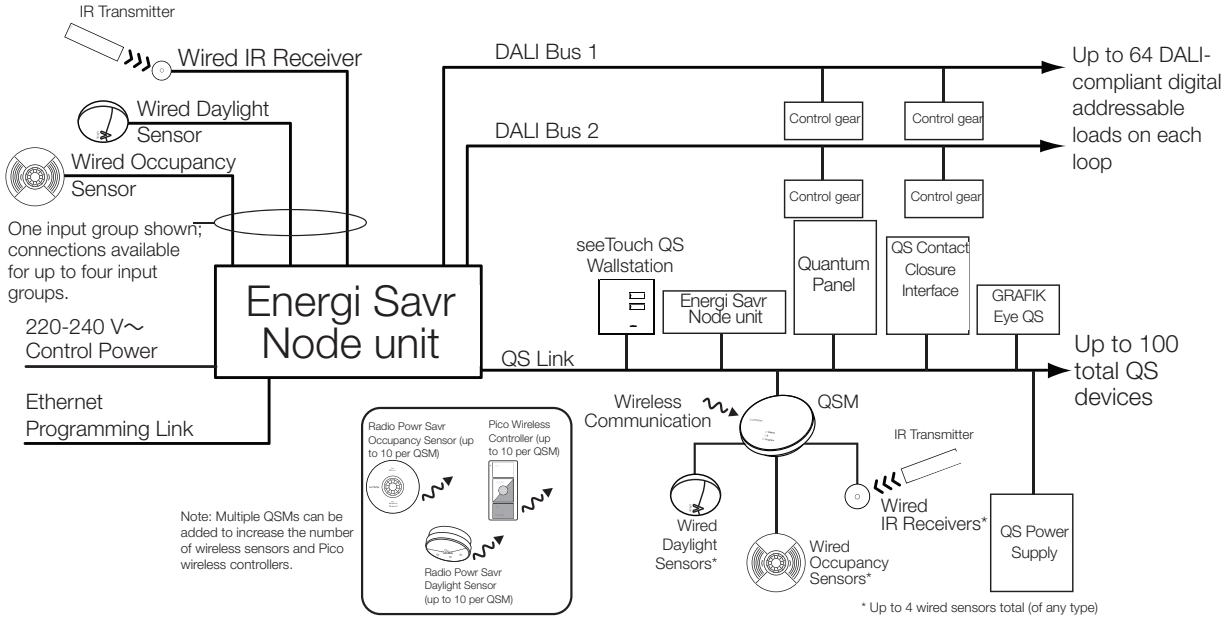 IR Transmitter
Wired IR Receiver
Wired Daylight
Sensor
Wired Occupancy
Sensor
One input group shown;
connections available
for up to four input
groups.
220-240 V~
Control Power
Ethernet
Programming Link
Energi Savr
Node unit
DALI Bus 1
DALI Bus 2
Control gear
Control gear
Control gear
Control gear
Up to 64 DALI-
compliant digital
addressable
loads on each
loop
seeTouch QS
Wallstation
Energi Savr
Node unit
Quantum
Panel
QS Contact
Closure
Interface
GRAFIK
Eye QS
QS Link
Up to 100
total QS
devices
Wireless
Communication
QSM
IR Transmitter
Wired
Daylight
Sensors*
Wired
Occupancy
Sensors*
Wired
IR Receivers*
QS Power
Supply
* Up to 4 wired sensors total (of any type)
Radio Powr Savr
Occupancy Sensor (up
to 10 per QSM)
Pico Wireless
Controller (up
to 10 per QSM)
Radio Powr Savr
Daylight Sensor
(up to 10 per QSM)
Note: Multiple QSMs can be
added to increase the number
of wireless sensors and Pico
wireless controllers.